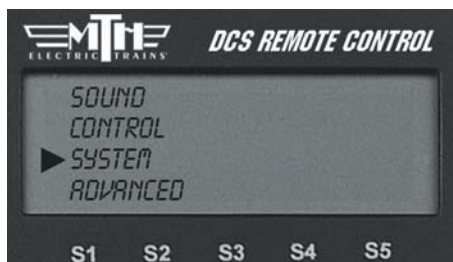 MTH
ELECTRIC TRAINS
DCS REMOTE CONTROL
SOUND
CONTROL
SYSTEM
ADVANCED
S1 S2 S3 S4 S5